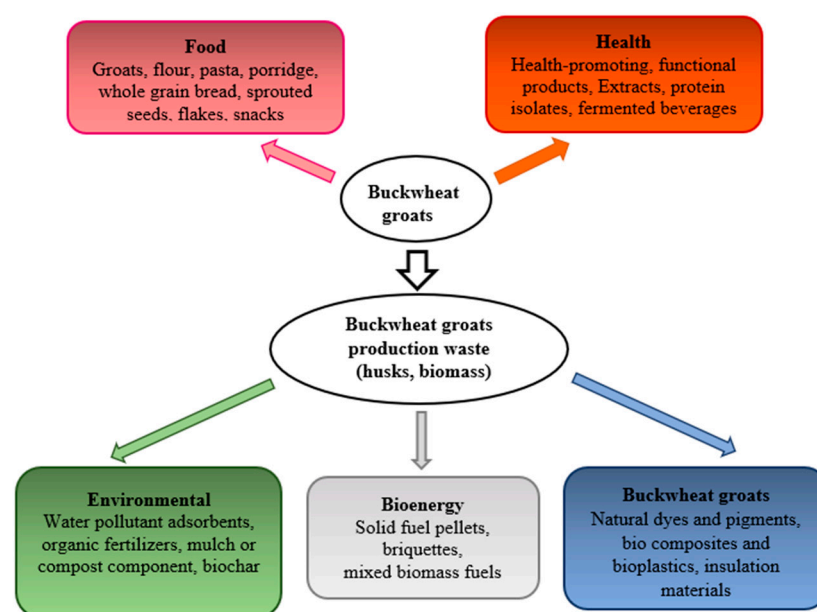 Food
Groats, flour, pasta, porridge,
whole grain bread, sprouted
seeds, flakes, snacks
Health
Health-promoting, functional
products, Extracts, protein
isolates, fermented beverages
Buckwheat
groats
Buckwheat groats
production waste
(husks, biomass)
Environmental
Water pollutant adsorbents,
organic fertilizers, mulch or
compost component, biochar
Bioenergy
Solid fuel pellets,
briquettes,
mixed biomass fuels
Buckwheat groats
Natural dyes and pigments,
bio composites and
bioplastics, insulation
materials